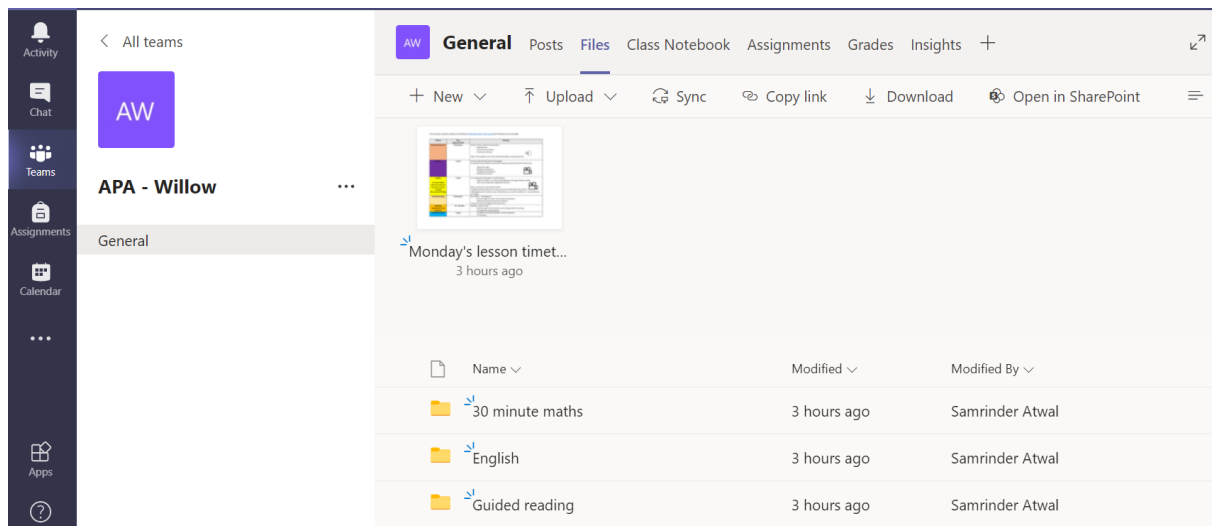 Activity
Chat
Teams
Assignments
Calendar
Apps
All teams
AW
APA - Willow
General
AW General Posts Files Class Notebook Assignments Grades Insights
New Upload Sync Copy link Download Open in SharePoint
Monday's lesson timet...
3 hours ago
Name Modified Modified By
30 minute maths 3 hours ago Samrinder Atwal
English 3 hours ago Samrinder Atwal
Guided reading 3 hours ago Samrinder Atwal